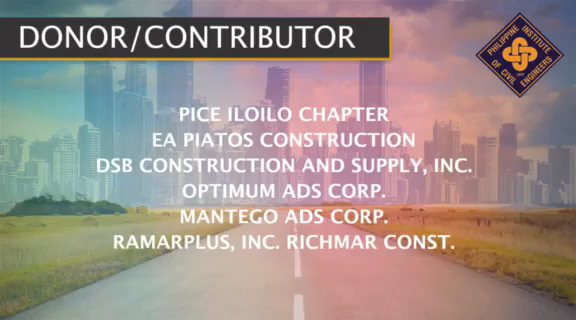 DONOR/CONTRIBUTOR
PHILIPPINE INSTITUTE
OF CIVIL ENGINEERS
PICE ILOILO CHAPTER
EA PIATOS CONSTRUCTION
DSB CONSTRUCTION AND SUPPLY, INC.
OPTIMUM ADS CORP.
MANTEGO ADS CORP.
RAMARPLUS, INC. RICHMAR CONST.